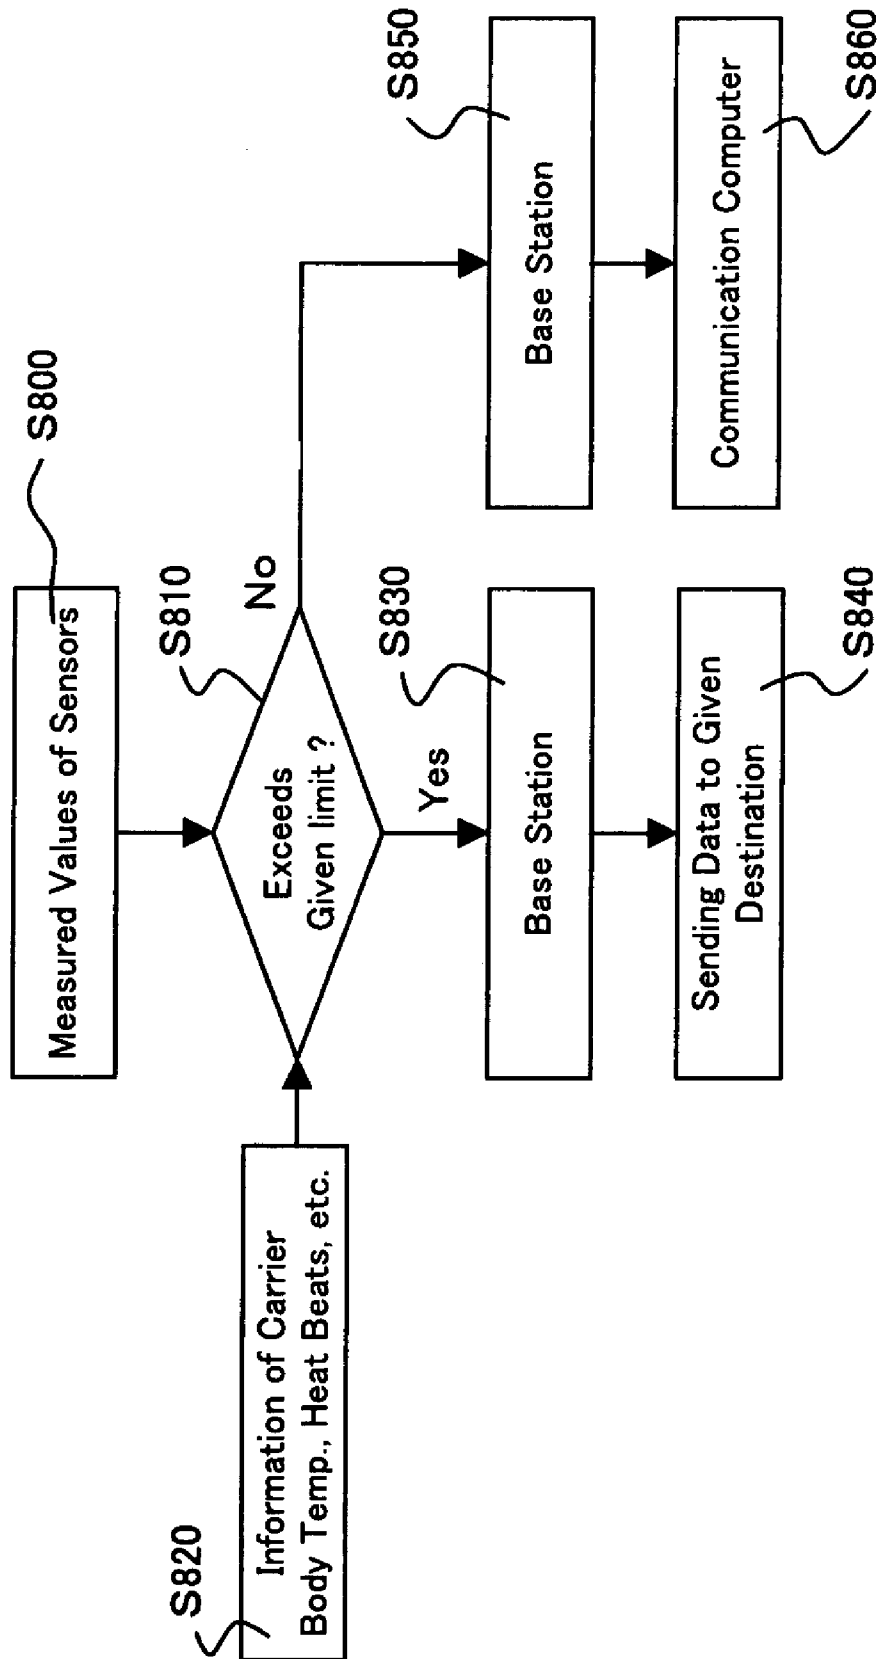 S800
Measured Values of Sensors
S810
Exceeds
Given limit ?
No
Yes
S820
Information of Carrier
Body Temp., Heat Beats, etc.
S830
Base Station
S840
Sending Data to Given
Destination
S850
Base Station
S860
Communication Computer